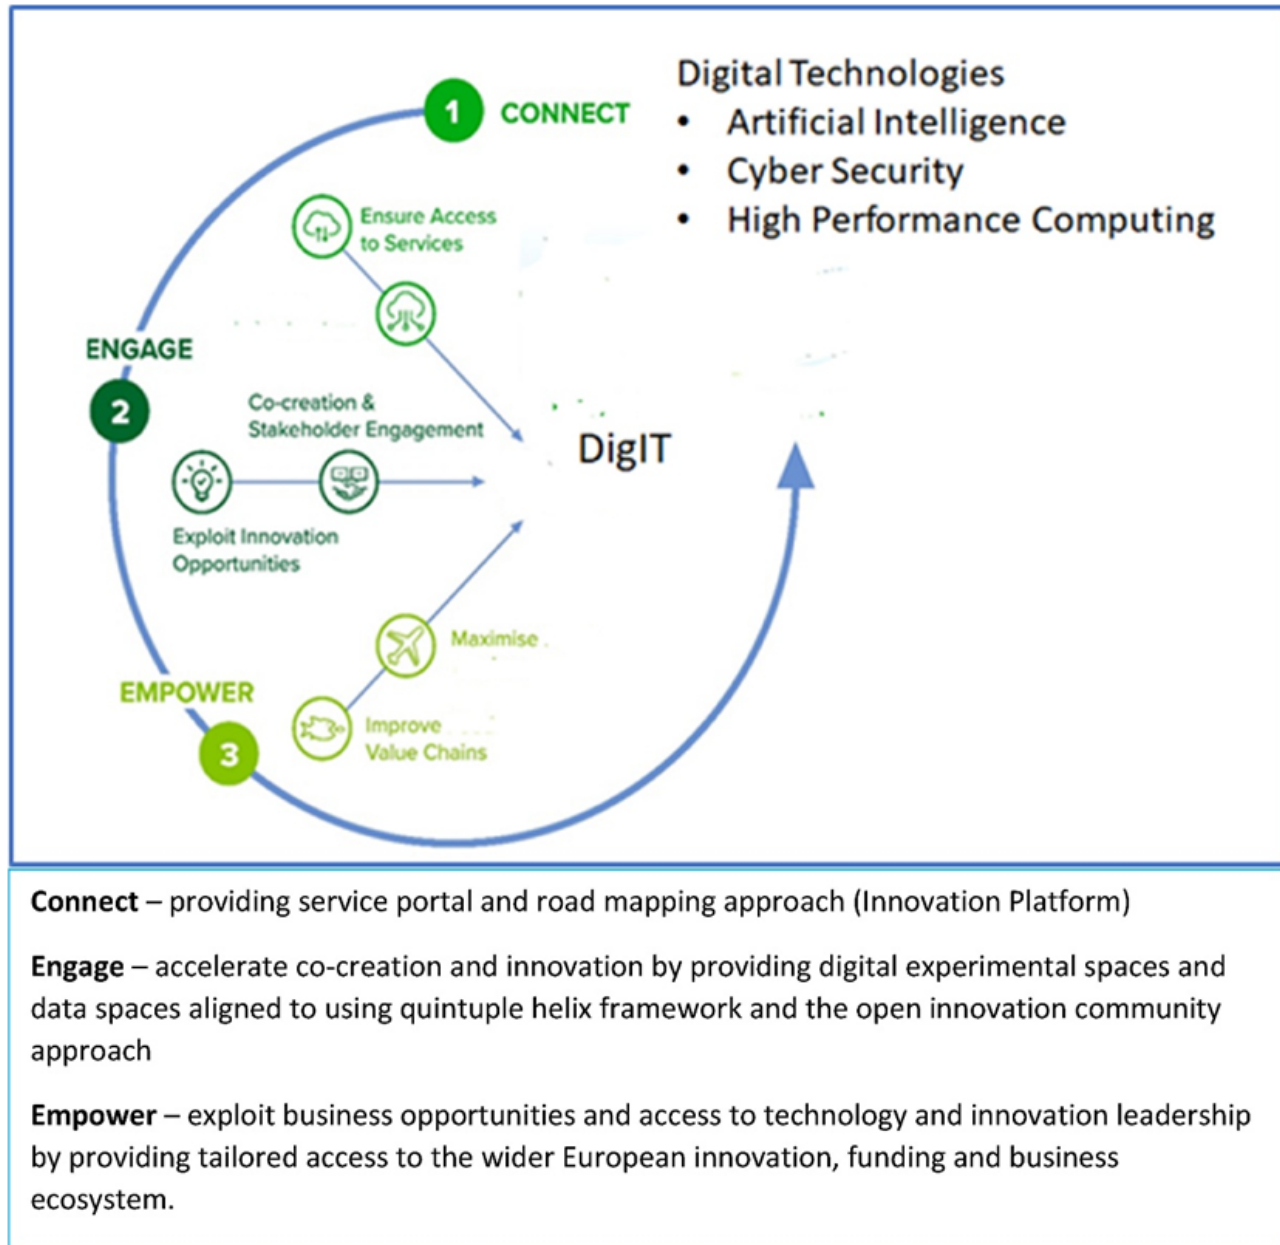 1 CONNECT
Digital Technologies
• Artificial Intelligence
• Cyber Security
• High Performance Computing
Ensure Access
to Services
ENGAGE
2
Co-creation &
Stakeholder Engagement
DigIT
Exploit Innovation
Opportunities
Maximise
EMPOWER
3
Improve
Value Chains
Connect – providing service portal and road mapping approach (Innovation Platform)
Engage – accelerate co-creation and innovation by providing digital experimental spaces and
data spaces aligned to using quintuple helix framework and the open innovation community
approach
Empower – exploit business opportunities and access to technology and innovation leadership
by providing tailored access to the wider European innovation, funding and business
ecosystem.